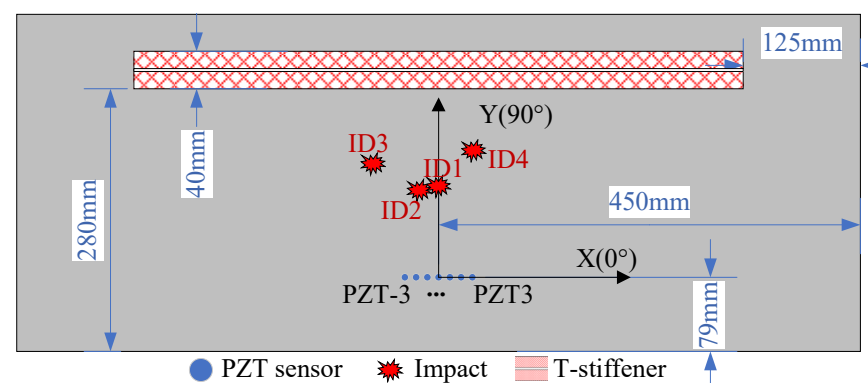 125mm
Y(90°)
ID3
ID1
ID4
40mm
ID2
450mm
280mm
X(0°)
PZT-3 ... PZT3
79mm
PZT sensor Impact T-stiffener